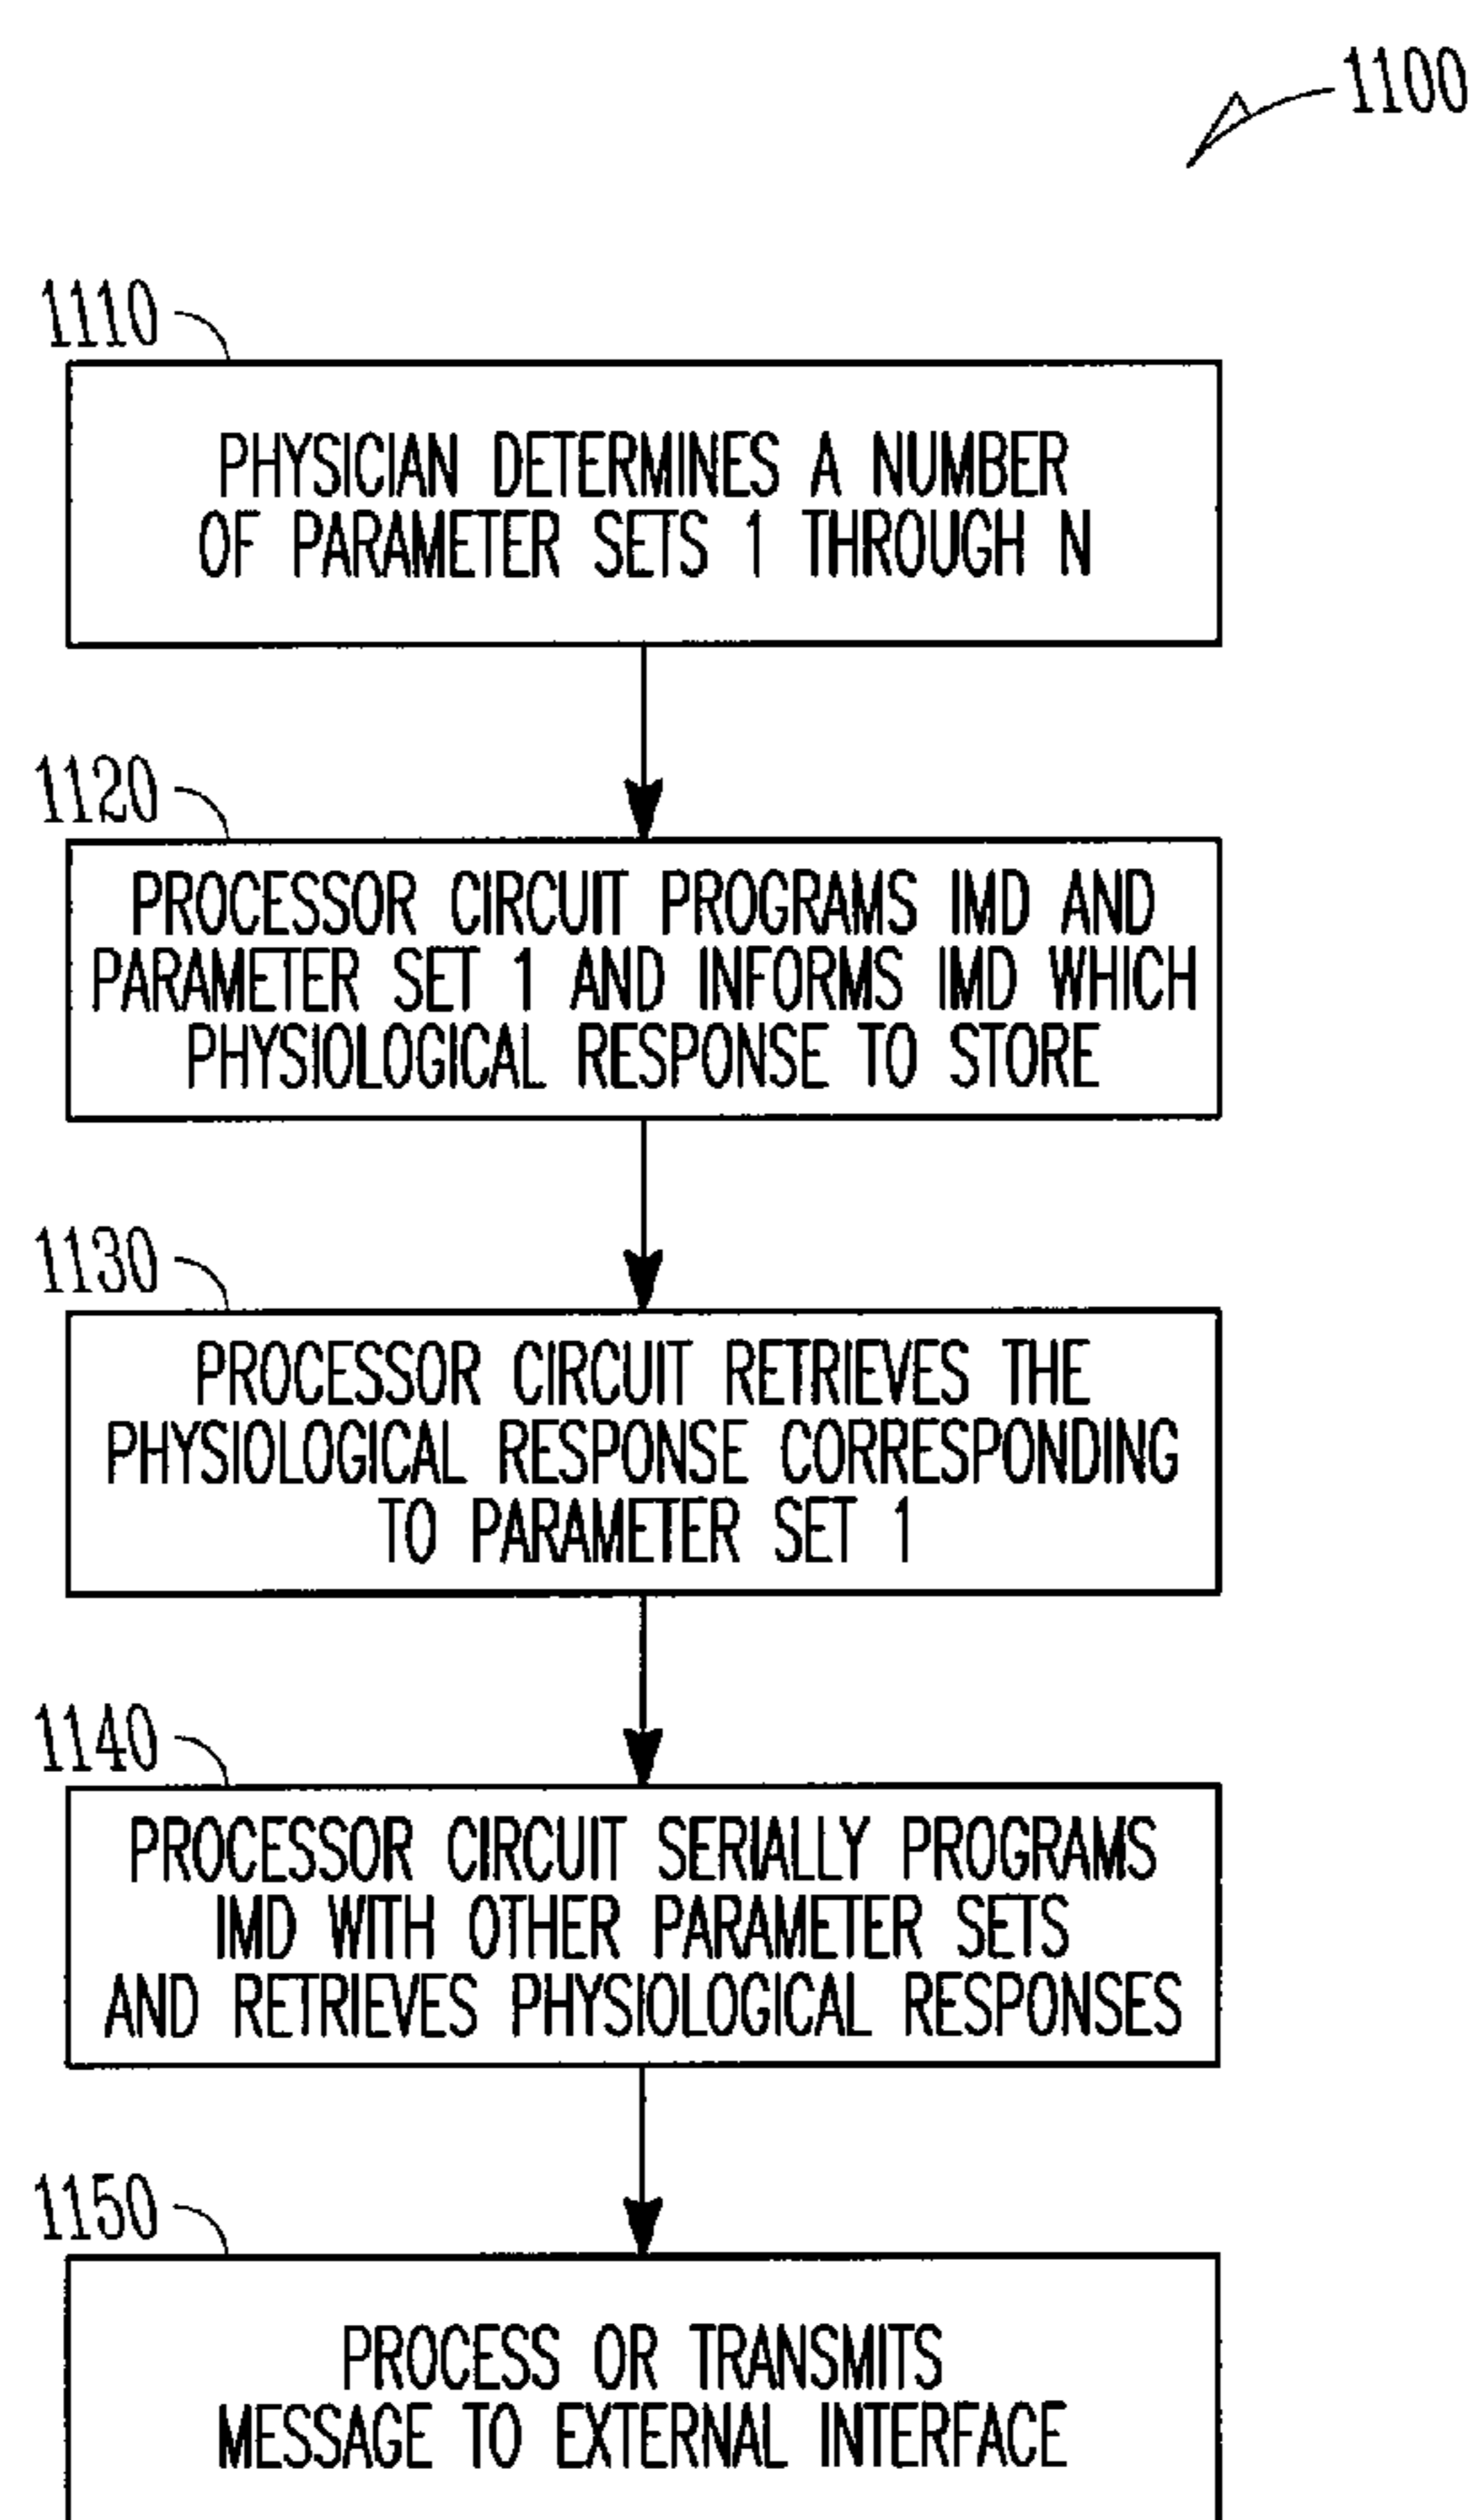 1100
1110
PHYSICIAN DETERMINES A NUMBER
OF PARAMETER SETS 1 THROUGH N
1120
PROCESSOR CIRCUIT PROGRAMS IMD AND
PARAMETER SET 1 AND INFORMS IMD WHICH
PHYSIOLOGICAL RESPONSE TO STORE
1130
PROCESSOR CIRCUIT RETRIEVES THE
PHYSIOLOGICAL RESPONSE CORRESPONDING
TO PARAMETER SET 1
1140
PROCESSOR CIRCUIT SERIALLY PROGRAMS
IMD WITH OTHER PARAMETER SETS
AND RETRIEVES PHYSIOLOGICAL RESPONSES
1150
PROCESS OR TRANSMITS
MESSAGE TO EXTERNAL INTERFACE